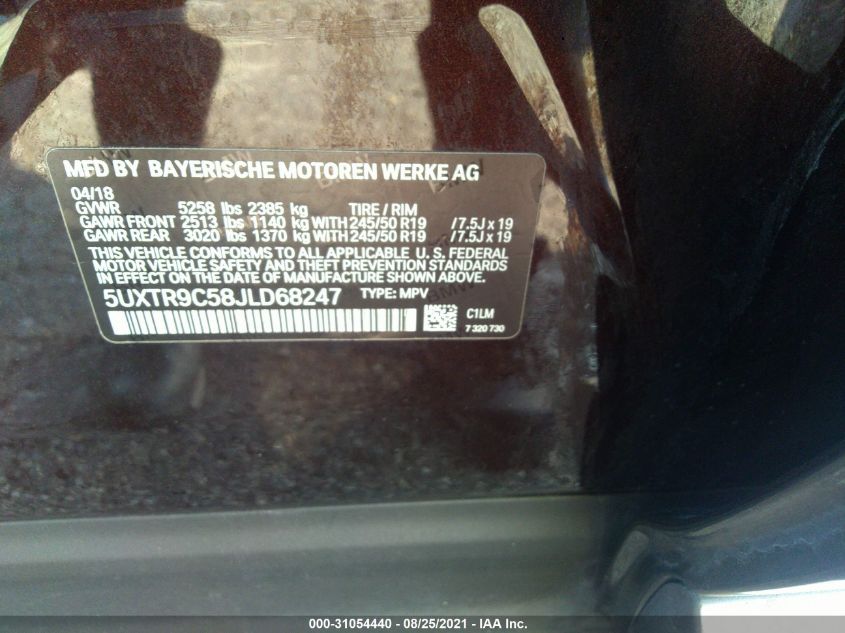 MFD BY BAYERISCHE MOTOREN WERKE AG
04/18
GVWR 5258 lbs 2385 kg TIRE / RIM
GAWR FRONT 2513 lbs 1140 kg WITH 245/50 R19 /7.5J x 19
GAWR REAR 3020 lbs 1370 kg WITH 245/50 R19 /7.5J x 19
THIS VEHICLE CONFORMS TO ALL APPLICABLE U. S. FEDERAL
MOTOR VEHICLE SAFETY AND THEFT PREVENTION STANDARDS
IN EFFECT ON THE DATE OF MANUFACTURE SHOWN ABOVE.
5UXTR9C58JLD68247 TYPE: MPV
C1LM
7 320 730
000-31054440 - 08/25/2021 - IAA Inc.